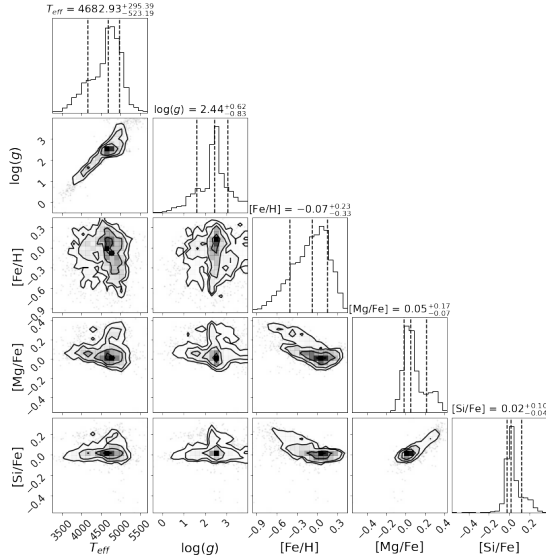 T_eff = 4682.93^{+295.39}_{-523.19}
log(g) = 2.44^{+0.62}_{-0.83}
log(g)
3
2
1
0
[Fe/H] = −0.07^{+0.23}_{-0.33}
[Fe/H]
0.3
0.0
-0.3
-0.6
-0.9
[Mg/Fe] = 0.05^{+0.17}_{-0.07}
[Mg/Fe]
0.4
0.2
0.0
-0.2
-0.4
[Si/Fe] = 0.02^{+0.10}_{-0.04}
[Si/Fe]
0.2
0.0
-0.2
-0.4
3500 4000 4500 5000 5500
0 1 2 3
-0.9 -0.6 -0.3 0.0 0.3
-0.4 -0.2 0.0 0.2 0.4
-0.4 -0.2 0.0 0.2
T_eff log(g) [Fe/H] [Mg/Fe] [Si/Fe]